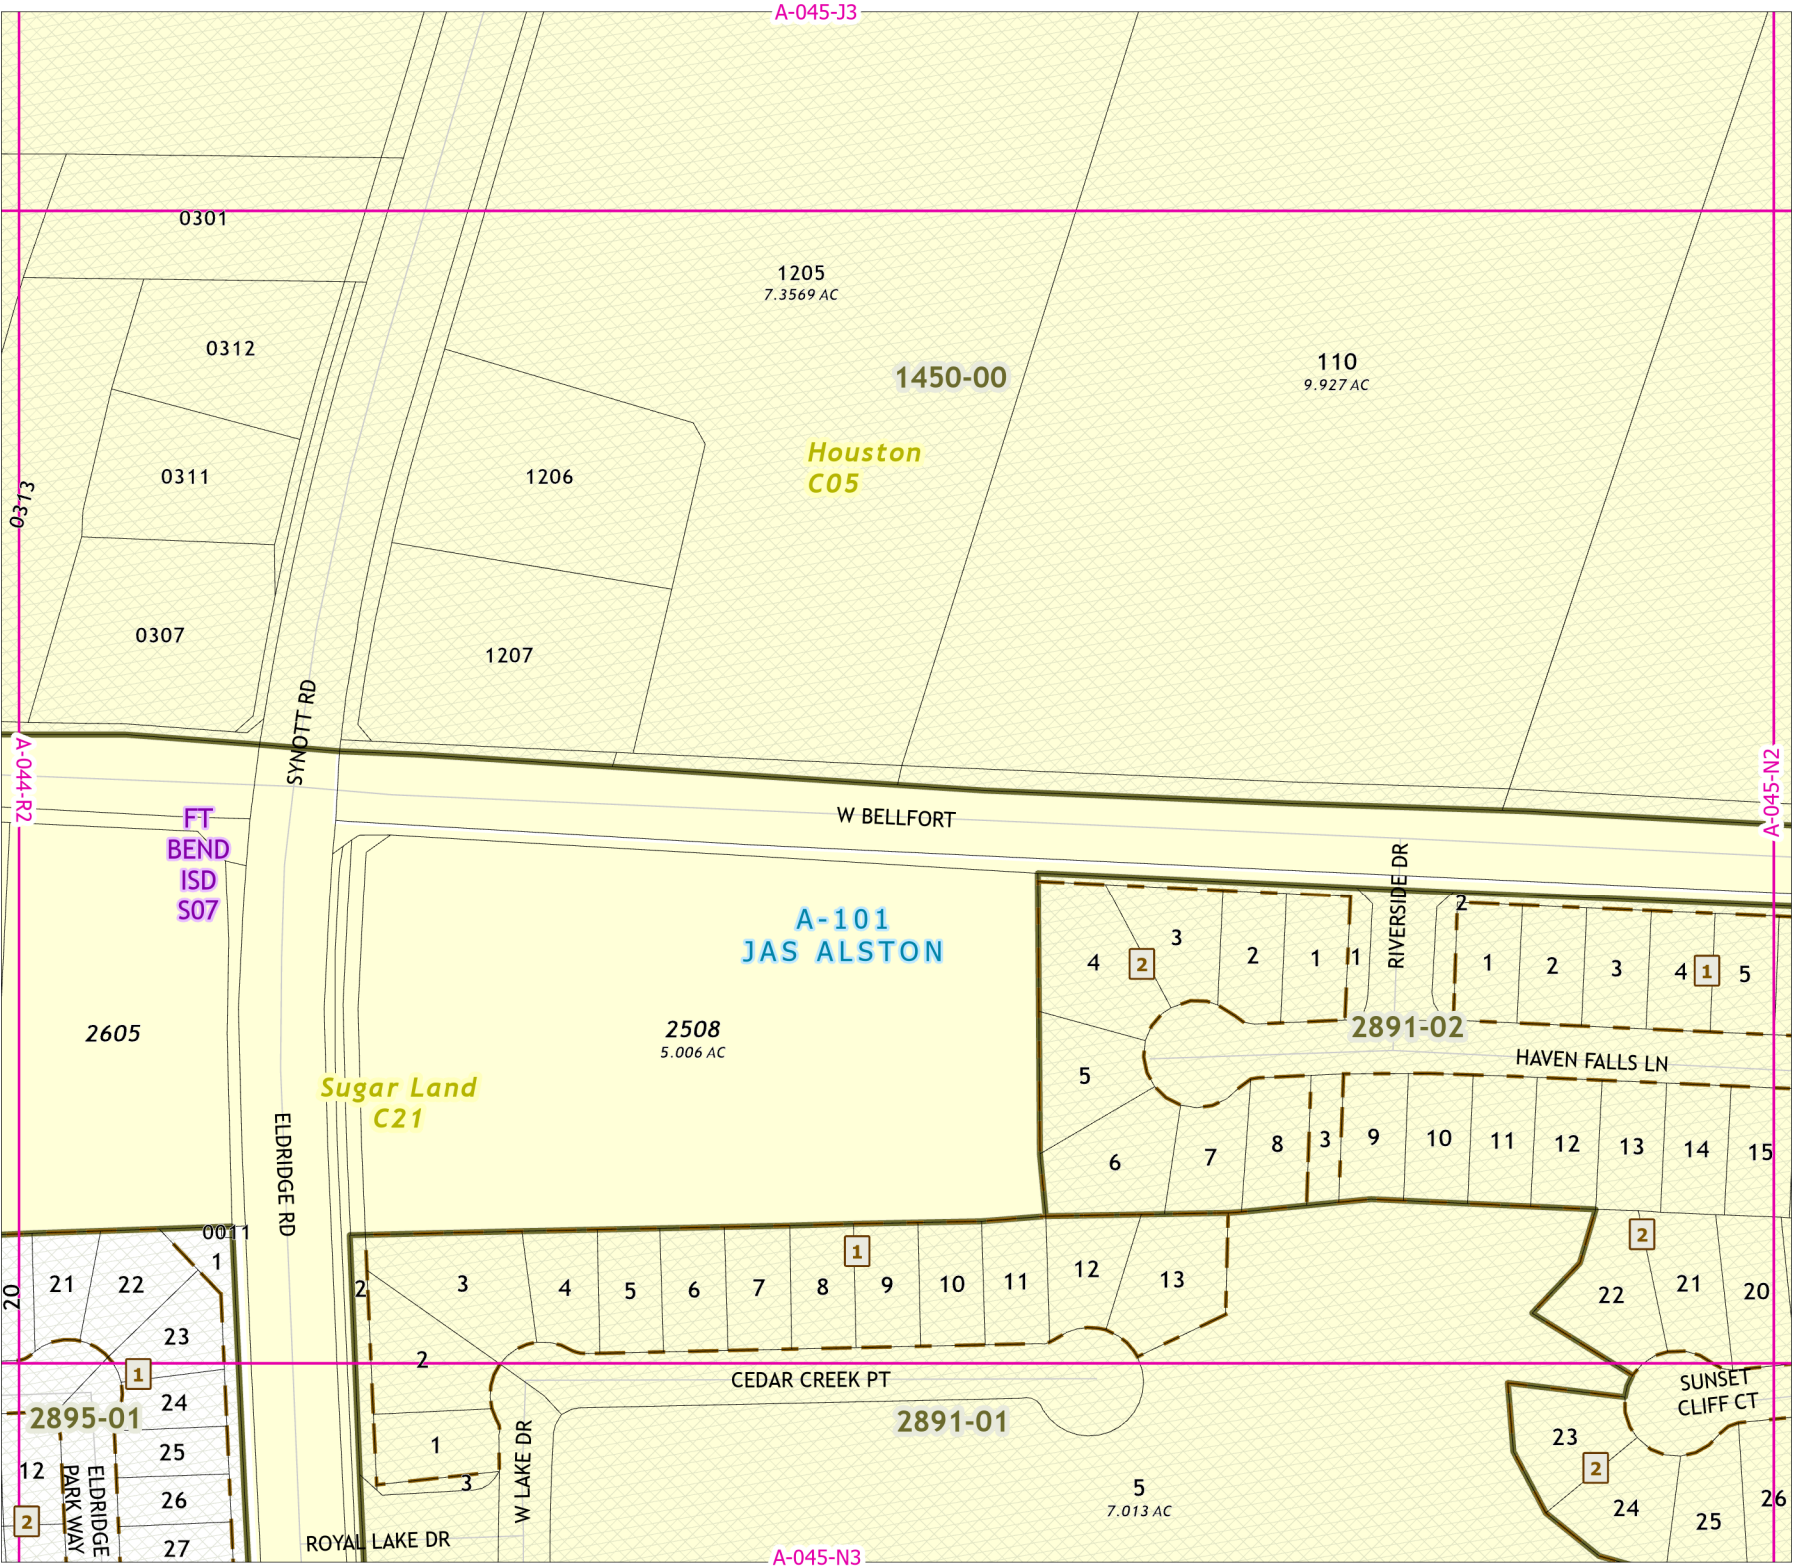 A-045-J3
0301
1205
7.3569 AC
0312
110
9.927 AC
1450-00
Houston
C05
0311
1206
0313
0307
1207
SYNOTT RD
A-044-R2
A-045-N2
W BELLFORT
FT
BEND
ISD
S07
RIVERSIDE DR
A-101
JAS ALSTON
2
3
4
2
2
1
1
1
2
3
4
1
5
2605
2508
5.006 AC
2891-02
HAVEN FALLS LN
Sugar Land
C21
5
6
7
8
3
9
10
11
12
13
14
15
ELDRIDGE RD
0011
1
20
21
22
23
2
3
4
5
6
7
8
1
9
10
11
12
13
2
22
21
20
2
1
CEDAR CREEK PT
SUNSET
CLIFF CT
24
2895-01
2891-01
1
25
12
ELDRIDGE
PARK WAY
26
2
27
3
W LAKE DR
ROYAL LAKE DR
5
7.013 AC
23
2
24
25
26
A-045-N3